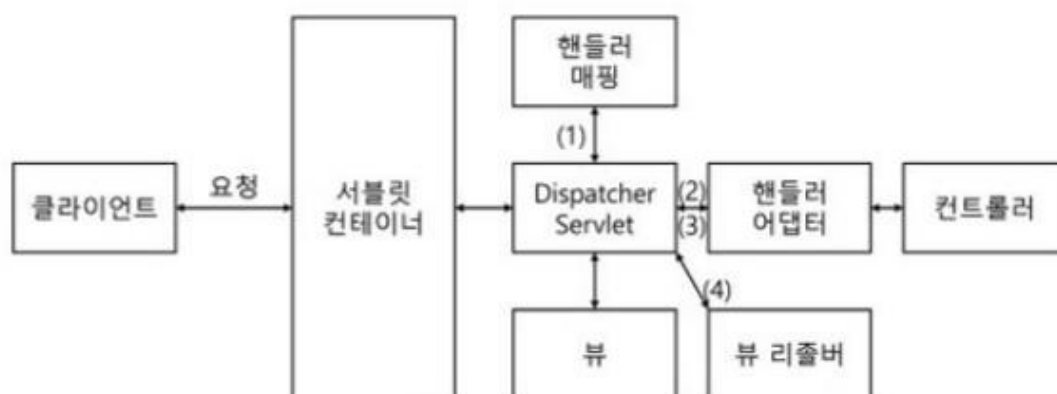 핸들러
매핑
(1)
클라이언트
요청
서블릿
컨테이너
Dispatcher
Servlet
(2)
(3)
핸들러
어댑터
컨트롤러
(4)
뷰
뷰 리졸버